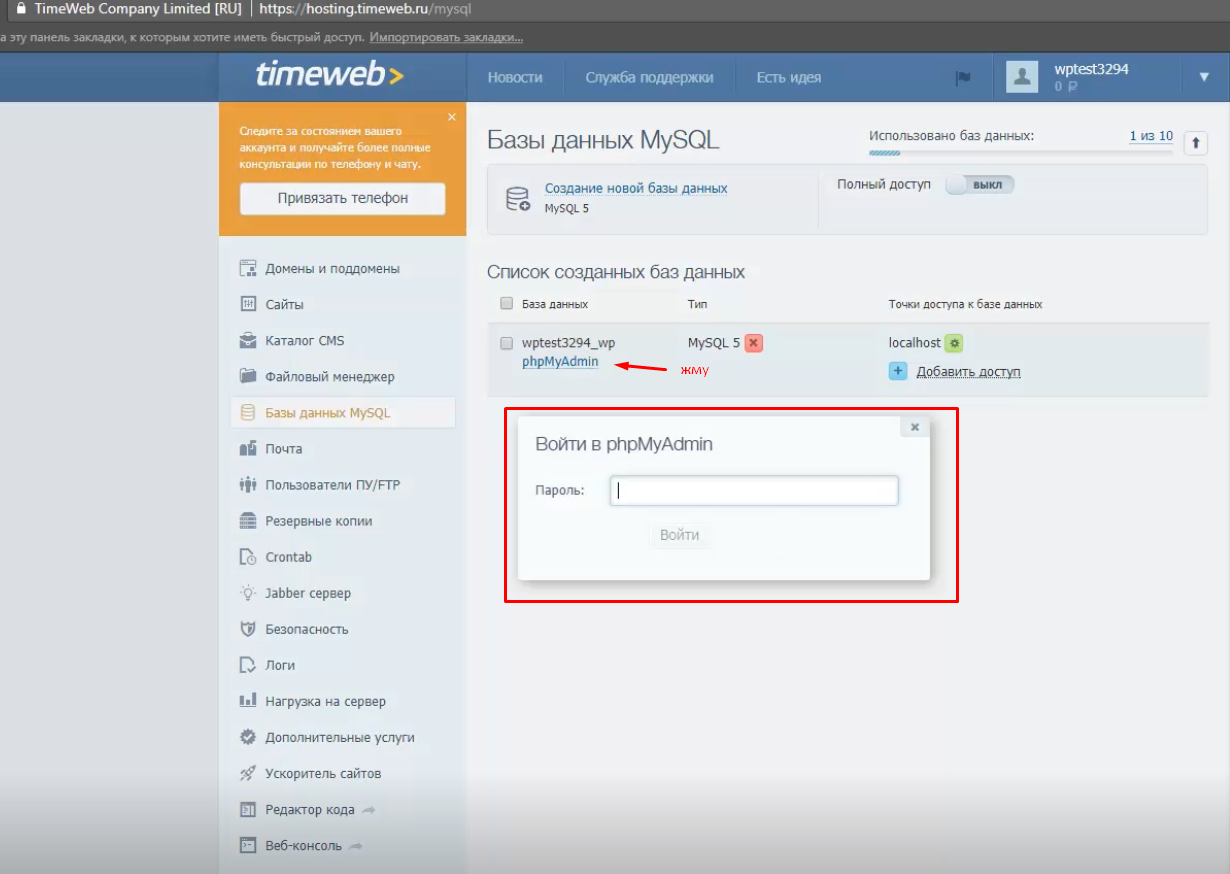 TimeWeb Company Limited [RU] https://hosting.timeweb.ru/mysql
а эту панель закладки, к которым хотите иметь быстрый доступ. Импортировать закладки...
timeweb>
Новости Служба поддержки Есть идея
wptest3294
0 ₽
Следите за состоянием вашего
аккаунта и получайте более полные
консультации по телефону и чату.
Привязать телефон
Домены и поддомены
Сайты
Каталог CMS
Файловый менеджер
Базы данных MySQL
Почта
Пользователи ПУ/FTP
Резервные копии
Crontab
Jabber сервер
Безопасность
Логи
Нагрузка на сервер
Дополнительные услуги
Ускоритель сайтов
Редактор кода
Веб-консоль
Базы данных MySQL
Использовано баз данных: 1 из 10
Создание новой базы данных
MySQL 5
Полный доступ выкл
Список созданных баз данных
База данных Тип Точки доступа к базе данных
wptest3294_wp MySQL 5 localhost
phpMyAdmin жму Добавить доступ
Войти в phpMyAdmin
Пароль:
Войти